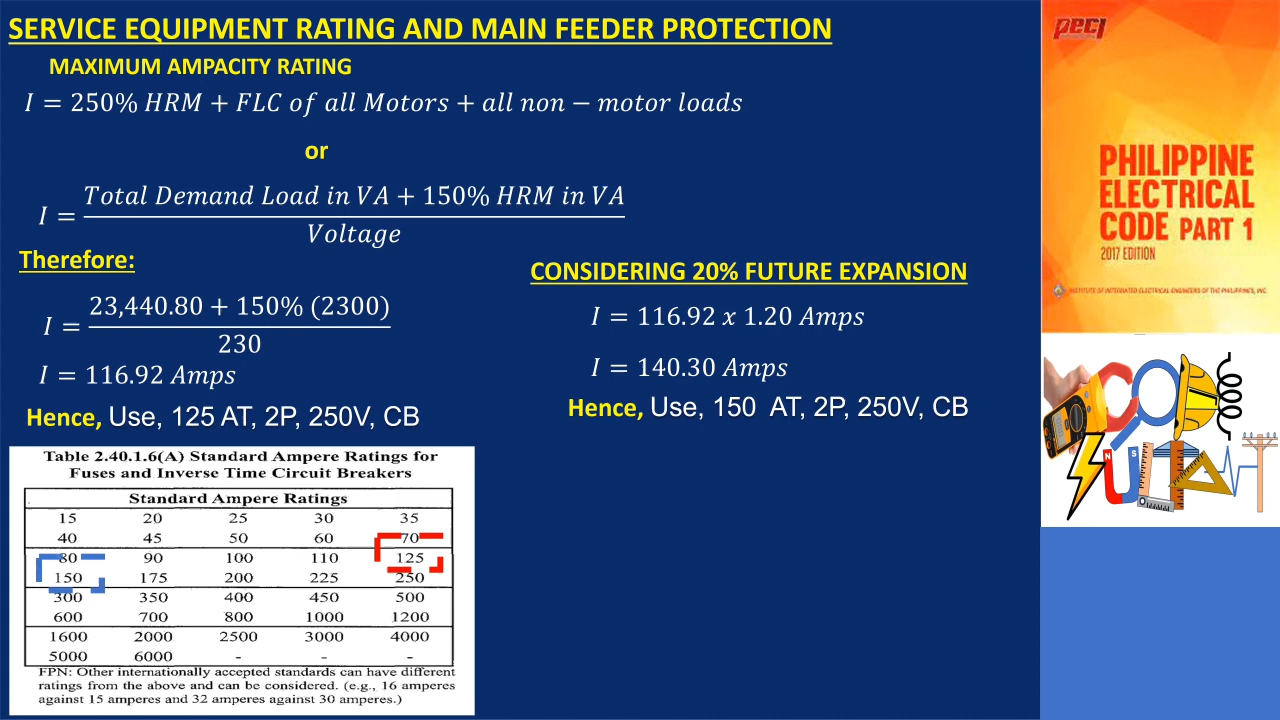 SERVICE EQUIPMENT RATING AND MAIN FEEDER PROTECTION
MAXIMUM AMPACITY RATING
I = 250% HRM + FLC of all Motors + all non − motor loads
or
I = Total Demand Load in VA + 150% HRM in VA
Voltage
Therefore:
I = 23,440.80 + 150% (2300)
230
I = 116.92 Amps
Hence, Use, 125 AT, 2P, 250V, CB
CONSIDERING 20% FUTURE EXPANSION
I = 116.92 x 1.20 Amps
I = 140.30 Amps
Hence, Use, 150 AT, 2P, 250V, CB
Table 2.40.1.6(A) Standard Ampere Ratings for
Fuses and Inverse Time Circuit Breakers
Standard Ampere Ratings
15 20 25 30 35
40 45 50 60 70
80 90 100 110 125
150 175 200 225 250
300 350 400 450 500
600 700 800 1000 1200
1600 2000 2500 3000 4000
5000 6000 - - -
FPN: Other internationally accepted standards can have different
ratings from the above and can be considered. (e.g., 16 amperes
against 15 amperes and 32 amperes against 30 amperes.)
pec1
PHILIPPINE
ELECTRICAL
CODE PART 1
2017 EDITION
INSTITUTE OF INTEGRATED ELECTRICAL ENGINEERS OF THE PHILIPPINES, INC.
N S